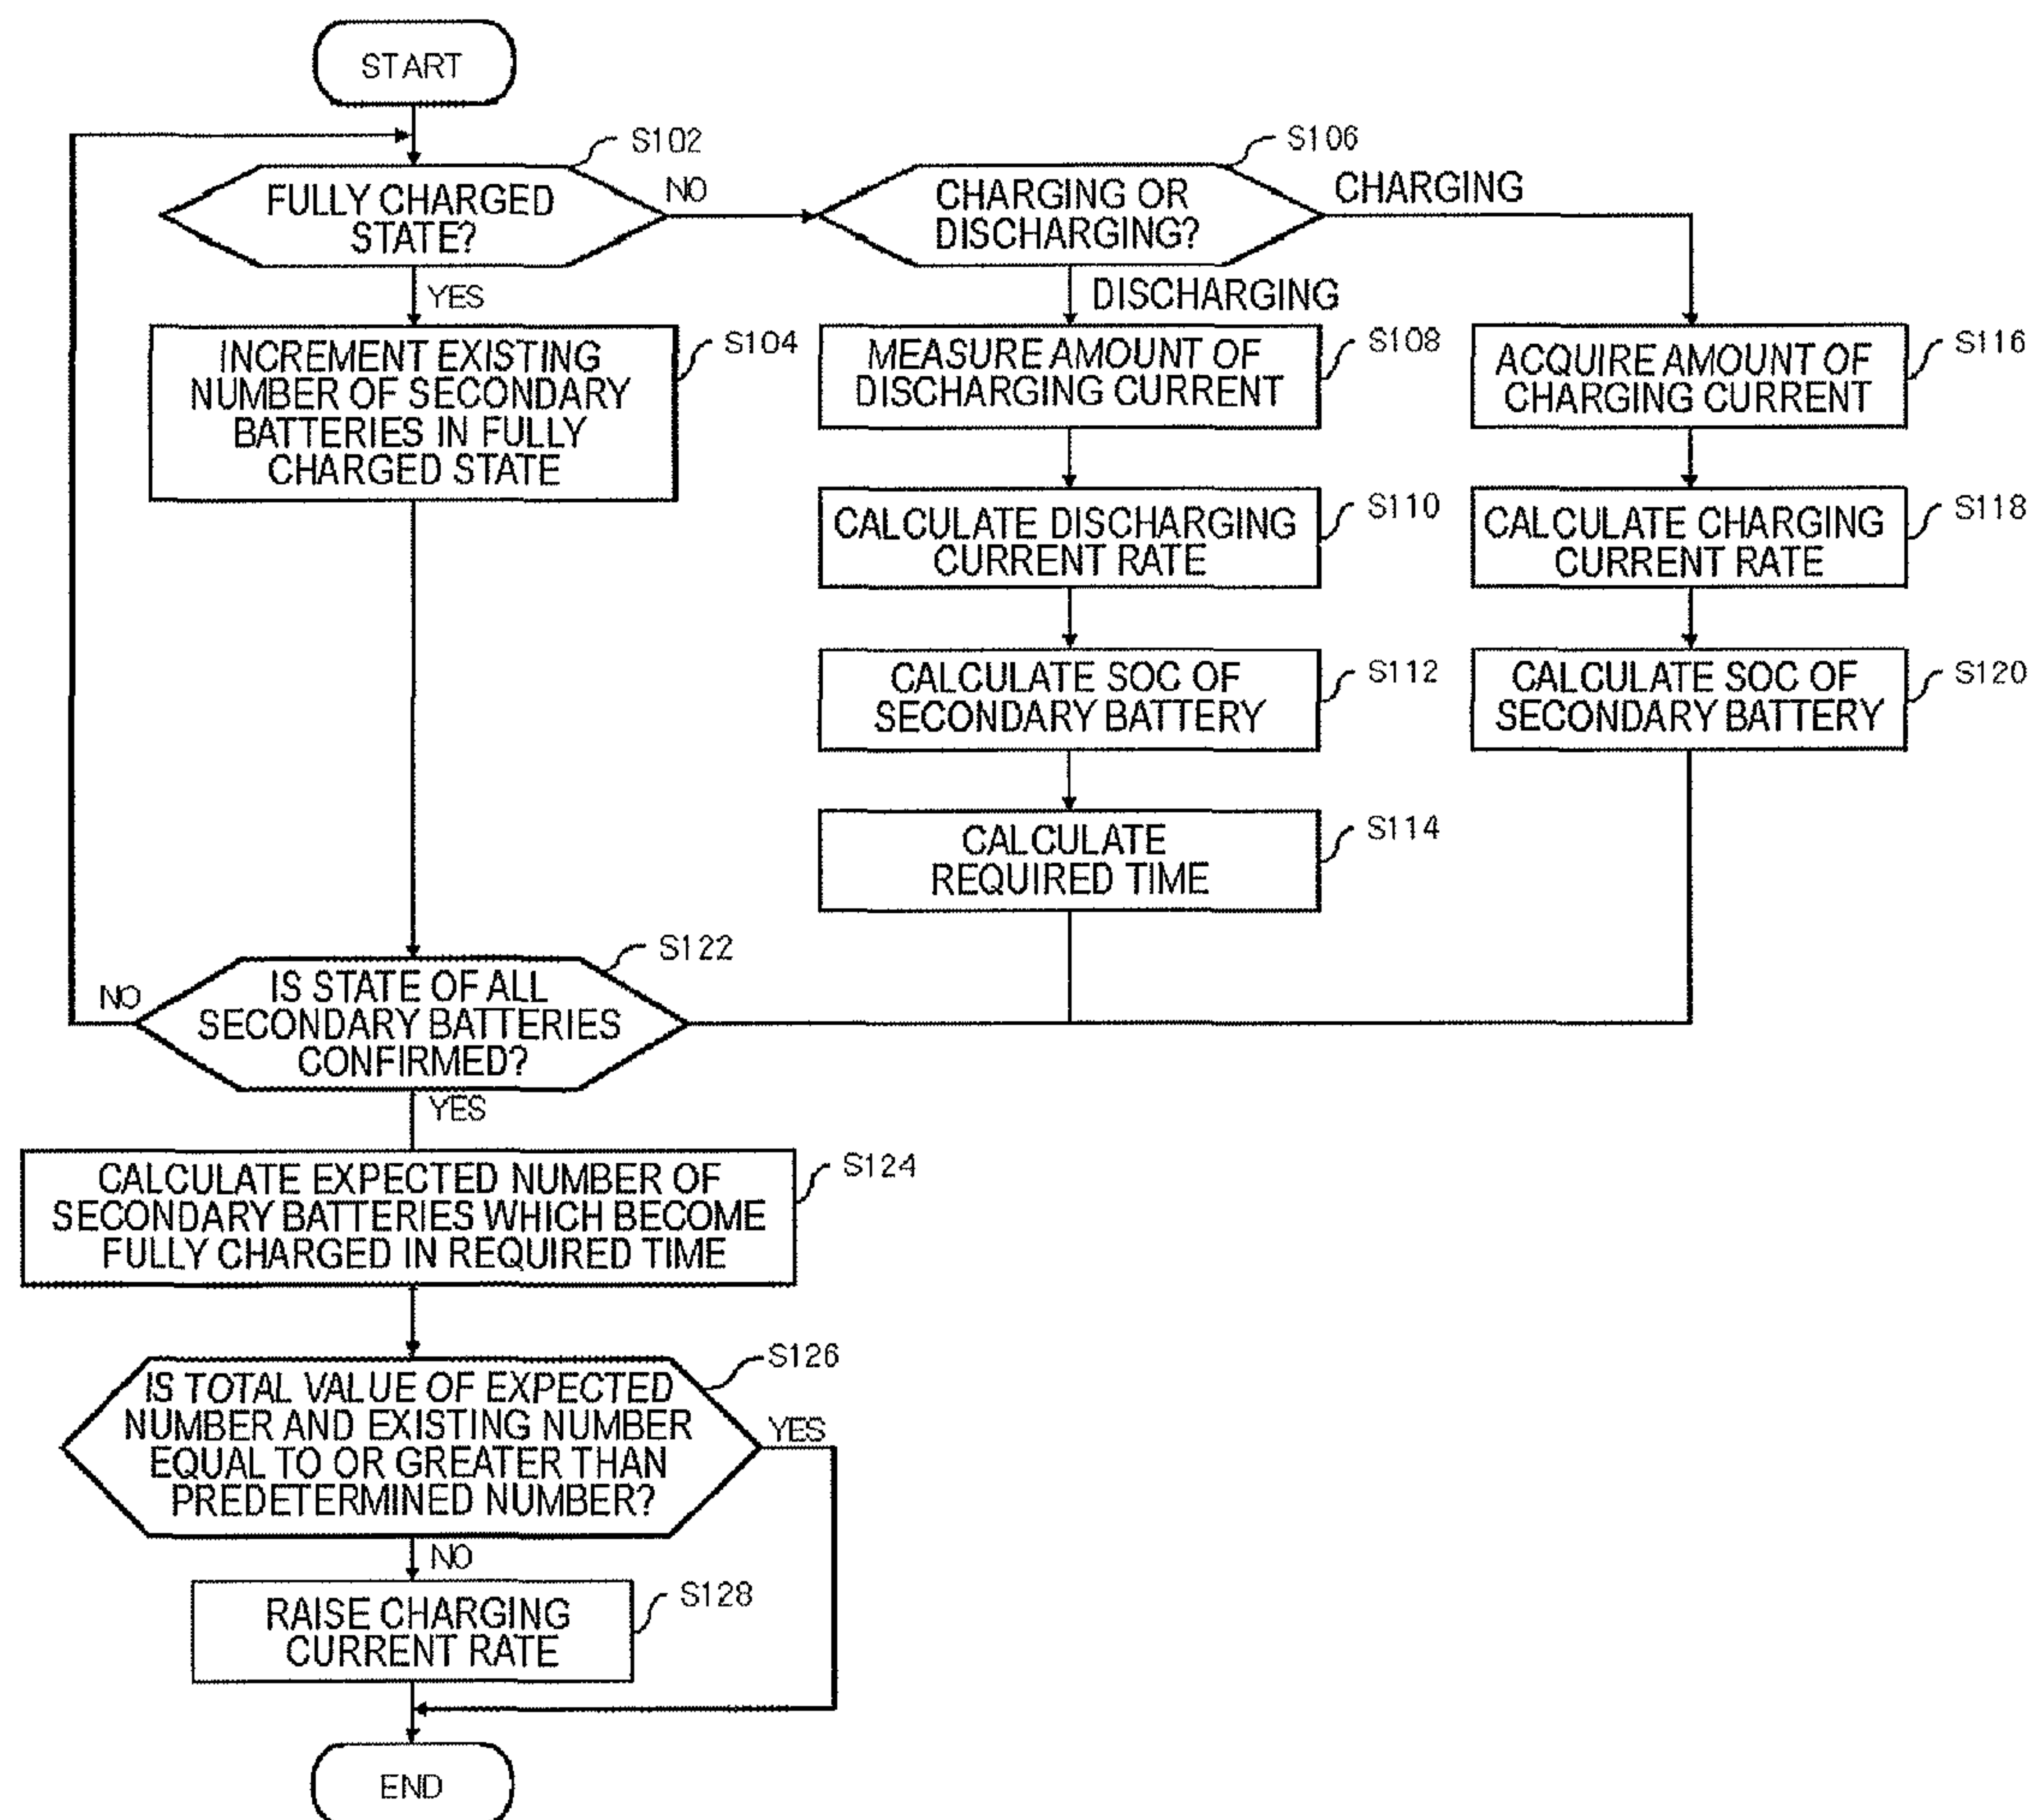 START
S102
FULLY CHARGED
STATE?
NO
YES
S106
CHARGING OR
DISCHARGING?
CHARGING
DISCHARGING
S104
INCREMENT EXISTING
NUMBER OF SECONDARY
BATTERIES IN FULLY
CHARGED STATE
S108
MEASURE AMOUNT OF
DISCHARGING CURRENT
S116
ACQUIRE AMOUNT OF
CHARGING CURRENT
S110
CALCULATE DISCHARGING
CURRENT RATE
S118
CALCULATE CHARGING
CURRENT RATE
S112
CALCULATE SOC OF
SECONDARY BATTERY
S120
CALCULATE SOC OF
SECONDARY BATTERY
S114
CALCULATE
REQUIRED TIME
S122
IS STATE OF ALL
SECONDARY BATTERIES
CONFIRMED?
NO
YES
S124
CALCULATE EXPECTED NUMBER OF
SECONDARY BATTERIES WHICH BECOME
FULLY CHARGED IN REQUIRED TIME
S126
IS TOTAL VALUE OF EXPECTED
NUMBER AND EXISTING NUMBER
EQUAL TO OR GREATER THAN
PREDETERMINED NUMBER?
YES
NO
S128
RAISE CHARGING
CURRENT RATE
END